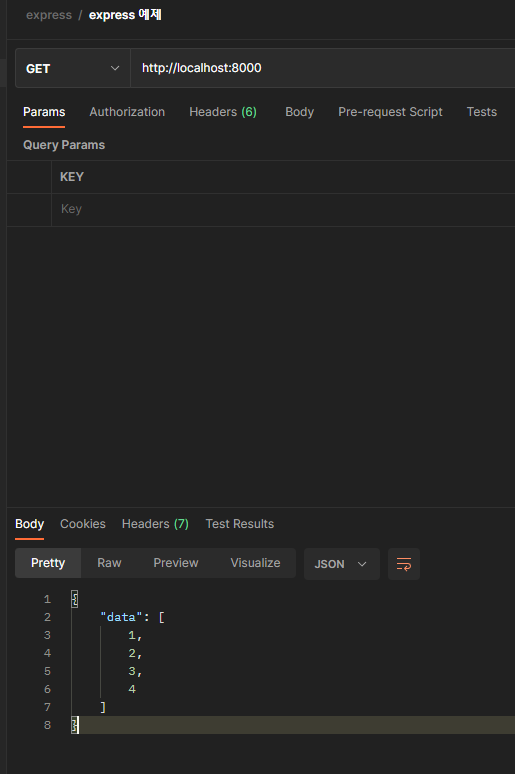 express / express 예제
GET http://localhost:8000
Params Authorization Headers (6) Body Pre-request Script Tests
Query Params
KEY
Key
Body Cookies Headers (7) Test Results
Pretty Raw Preview Visualize JSON
1 {
2 "data": [
3 1,
4 2,
5 3,
6 4
7 ]
8 }